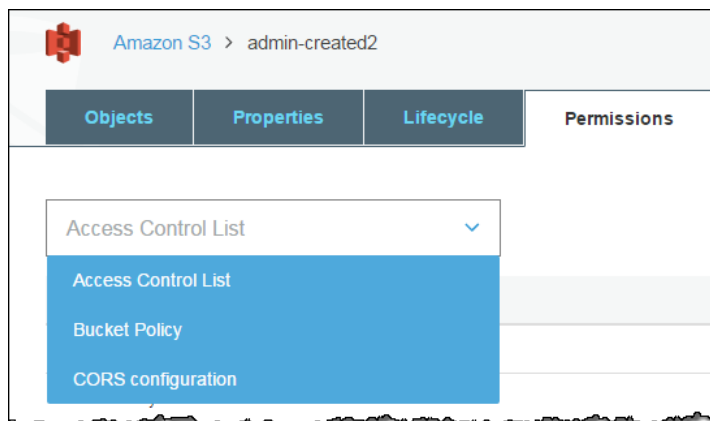 Amazon S3 > admin-created2
Objects Properties Lifecycle Permissions
Access Control List
Access Control List
Bucket Policy
CORS configuration